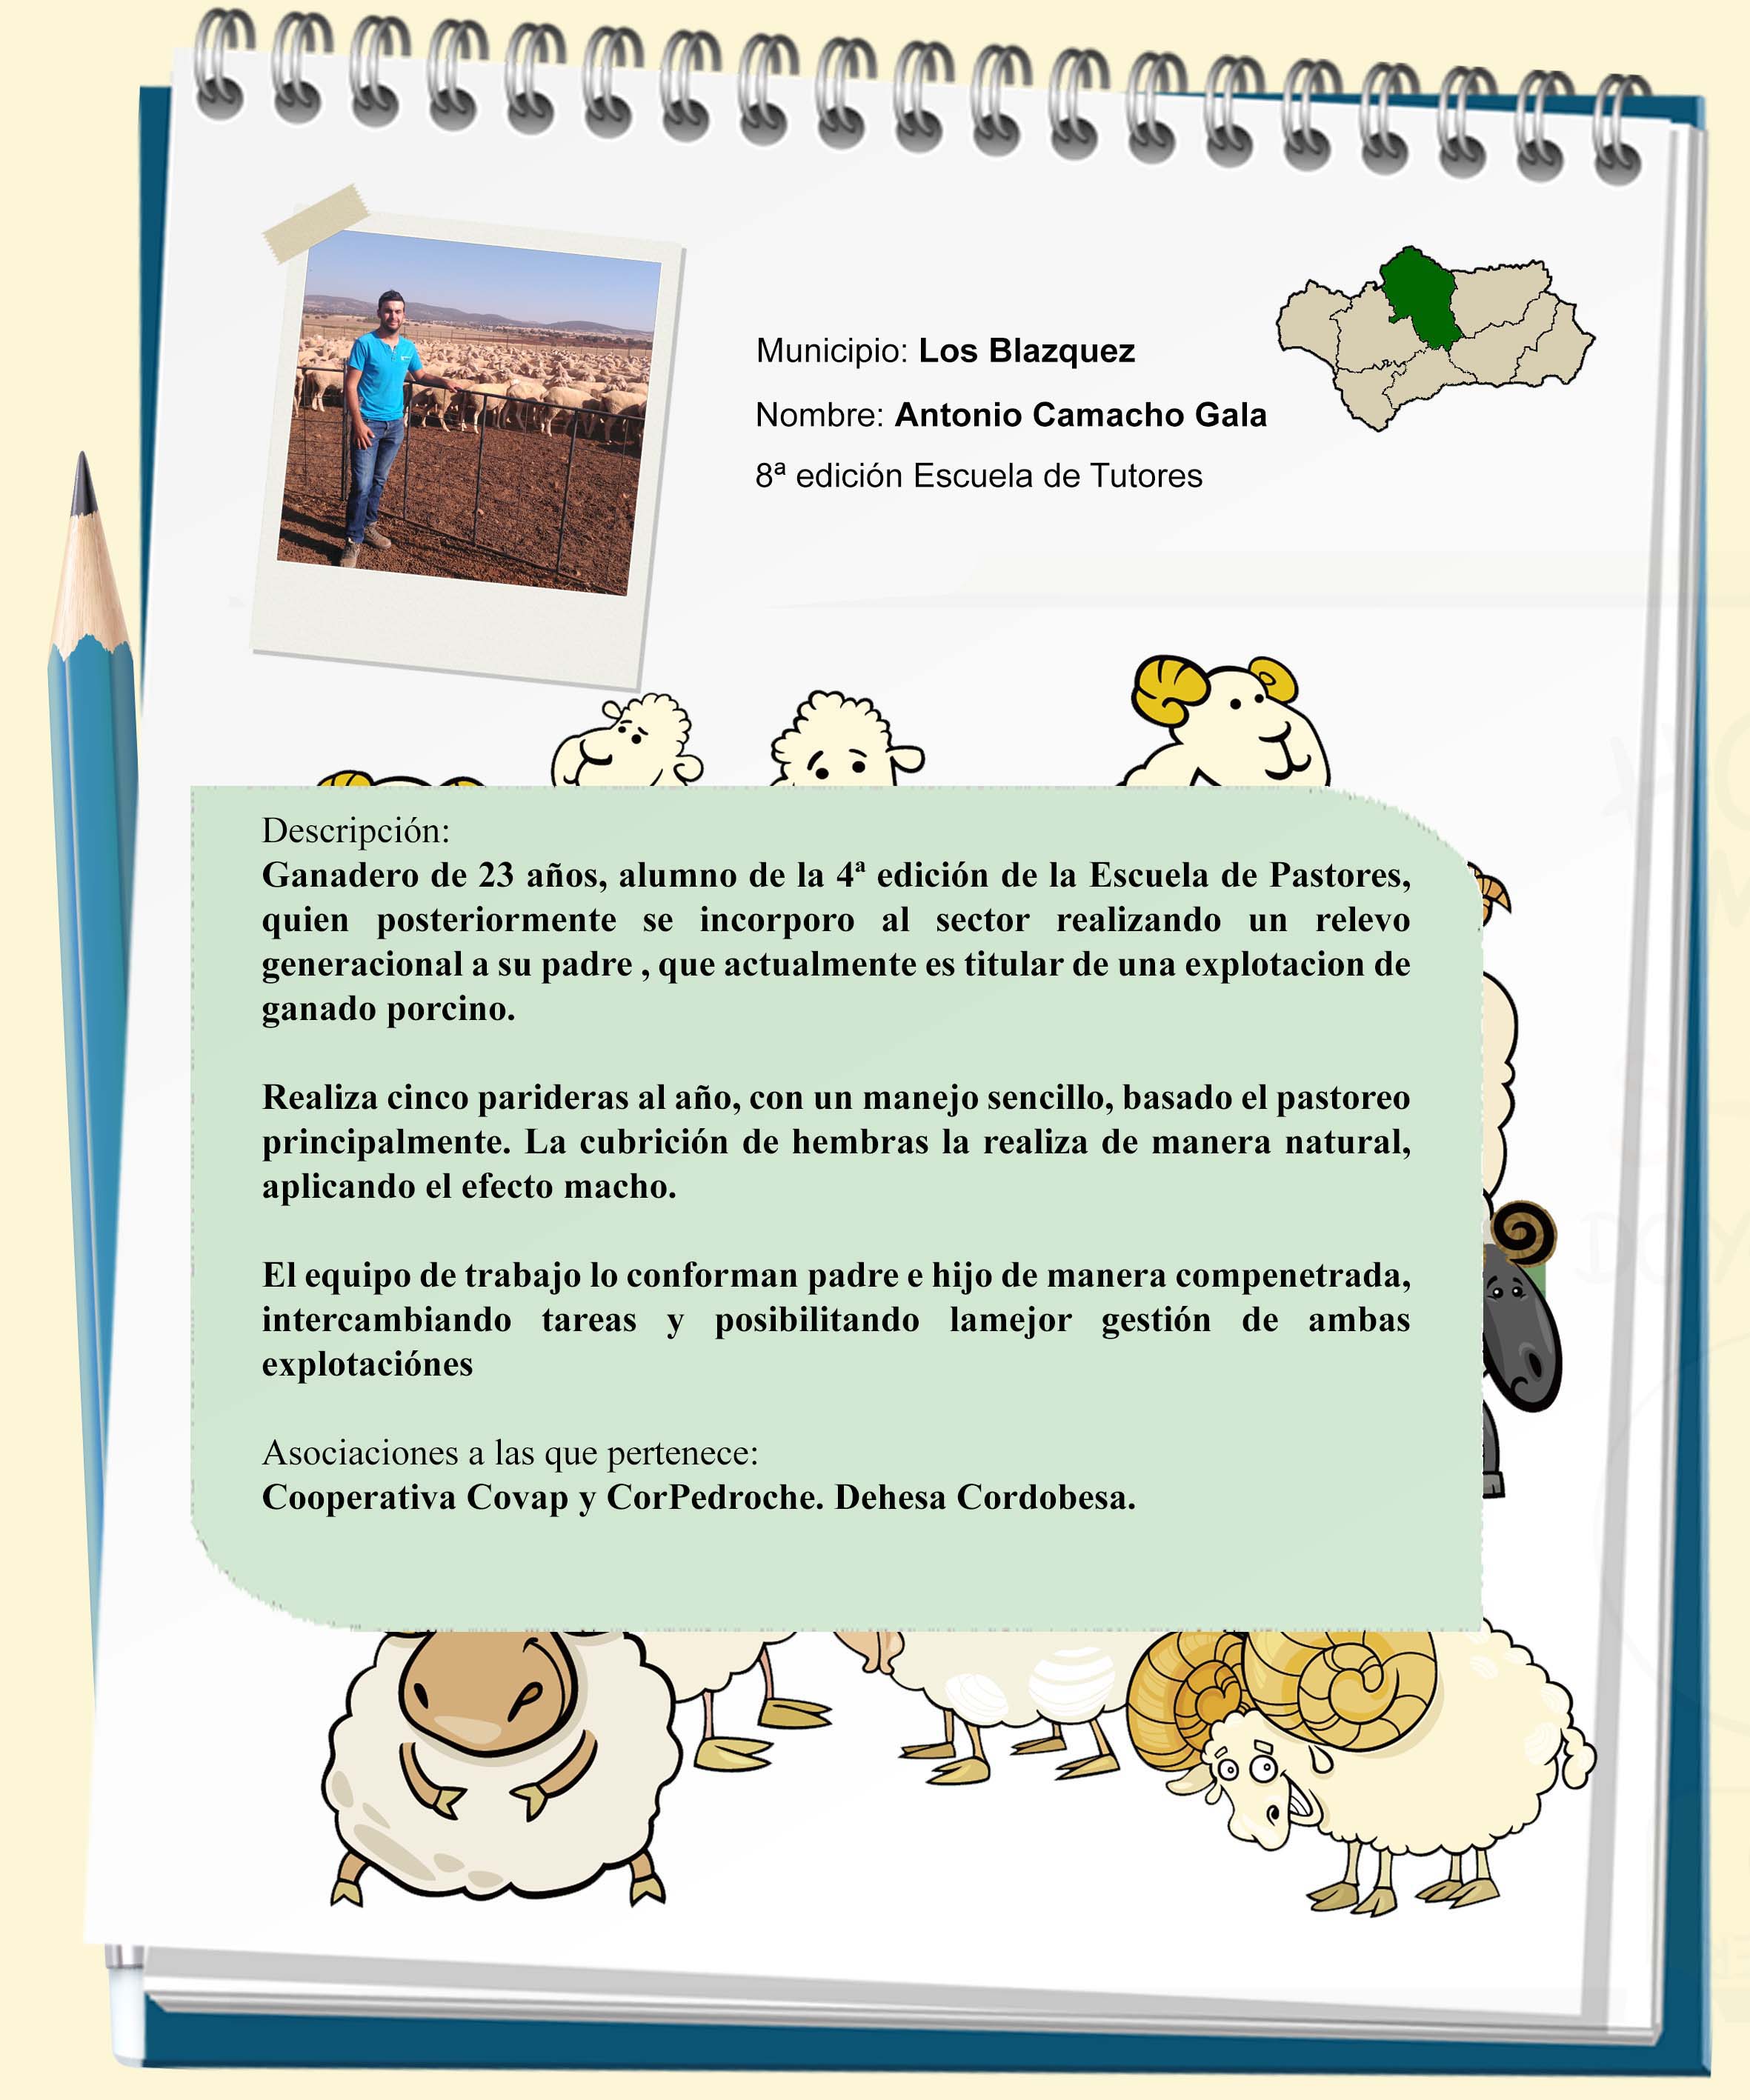 Municipio: Los Blazquez
Nombre: Antonio Camacho Gala
8ª edición Escuela de Tutores
Descripción:
Ganadero de 23 años, alumno de la 4ª edición de la Escuela de Pastores,
quien posteriormente se incorporo al sector realizando un relevo
generacional a su padre , que actualmente es titular de una explotacion de
ganado porcino.
Realiza cinco parideras al año, con un manejo sencillo, basado el pastoreo
principalmente. La cubrición de hembras la realiza de manera natural,
aplicando el efecto macho.
El equipo de trabajo lo conforman padre e hijo de manera compenetrada,
intercambiando tareas y posibilitando lamejor gestión de ambas
explotaciónes
Asociaciones a las que pertenece:
Cooperativa Covap y CorPedroche. Dehesa Cordobesa.